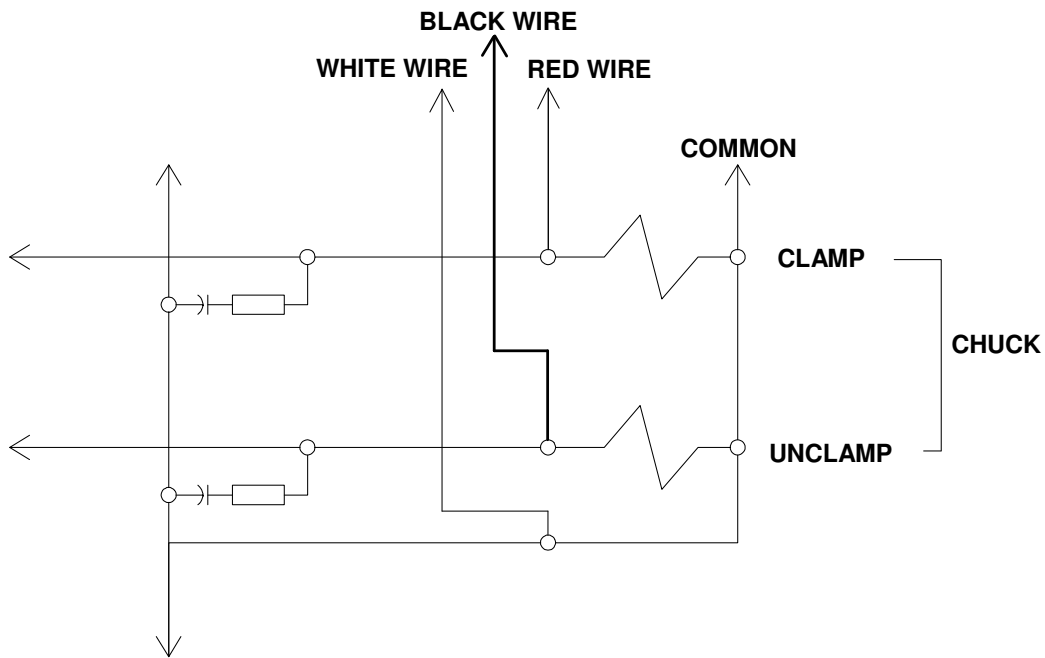 BLACK WIRE
WHITE WIRE
RED WIRE
COMMON
CLAMP
CHUCK
UNCLAMP